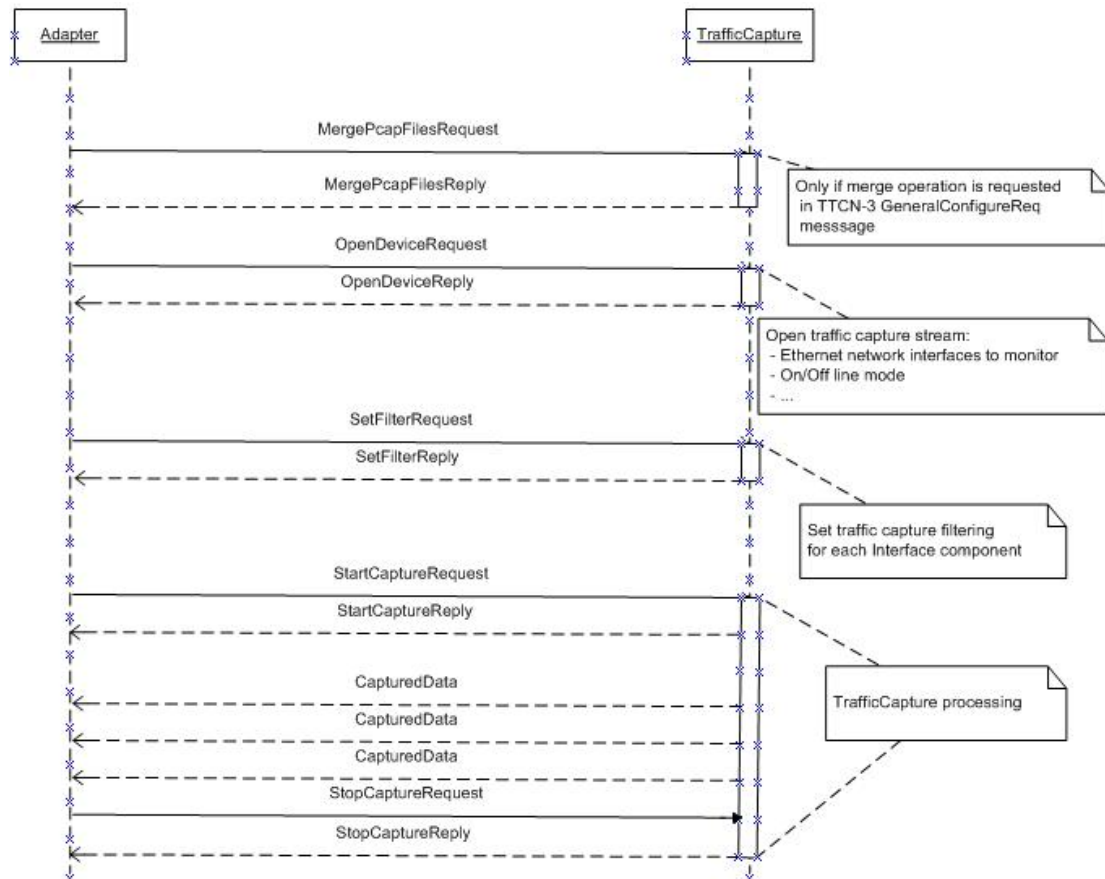 Adapter
TrafficCapture
MergePcapFilesRequest
MergePcapFilesReply
Only if merge operation is requested
in TTCN-3 GeneralConfigureReq
messsage
OpenDeviceRequest
OpenDeviceReply
Open traffic capture stream:
- Ethernet network interfaces to monitor
- On/Off line mode
- ...
SetFilterRequest
SetFilterReply
Set traffic capture filtering
for each Interface component
StartCaptureRequest
StartCaptureReply
CapturedData
TrafficCapture processing
CapturedData
CapturedData
StopCaptureRequest
StopCaptureReply